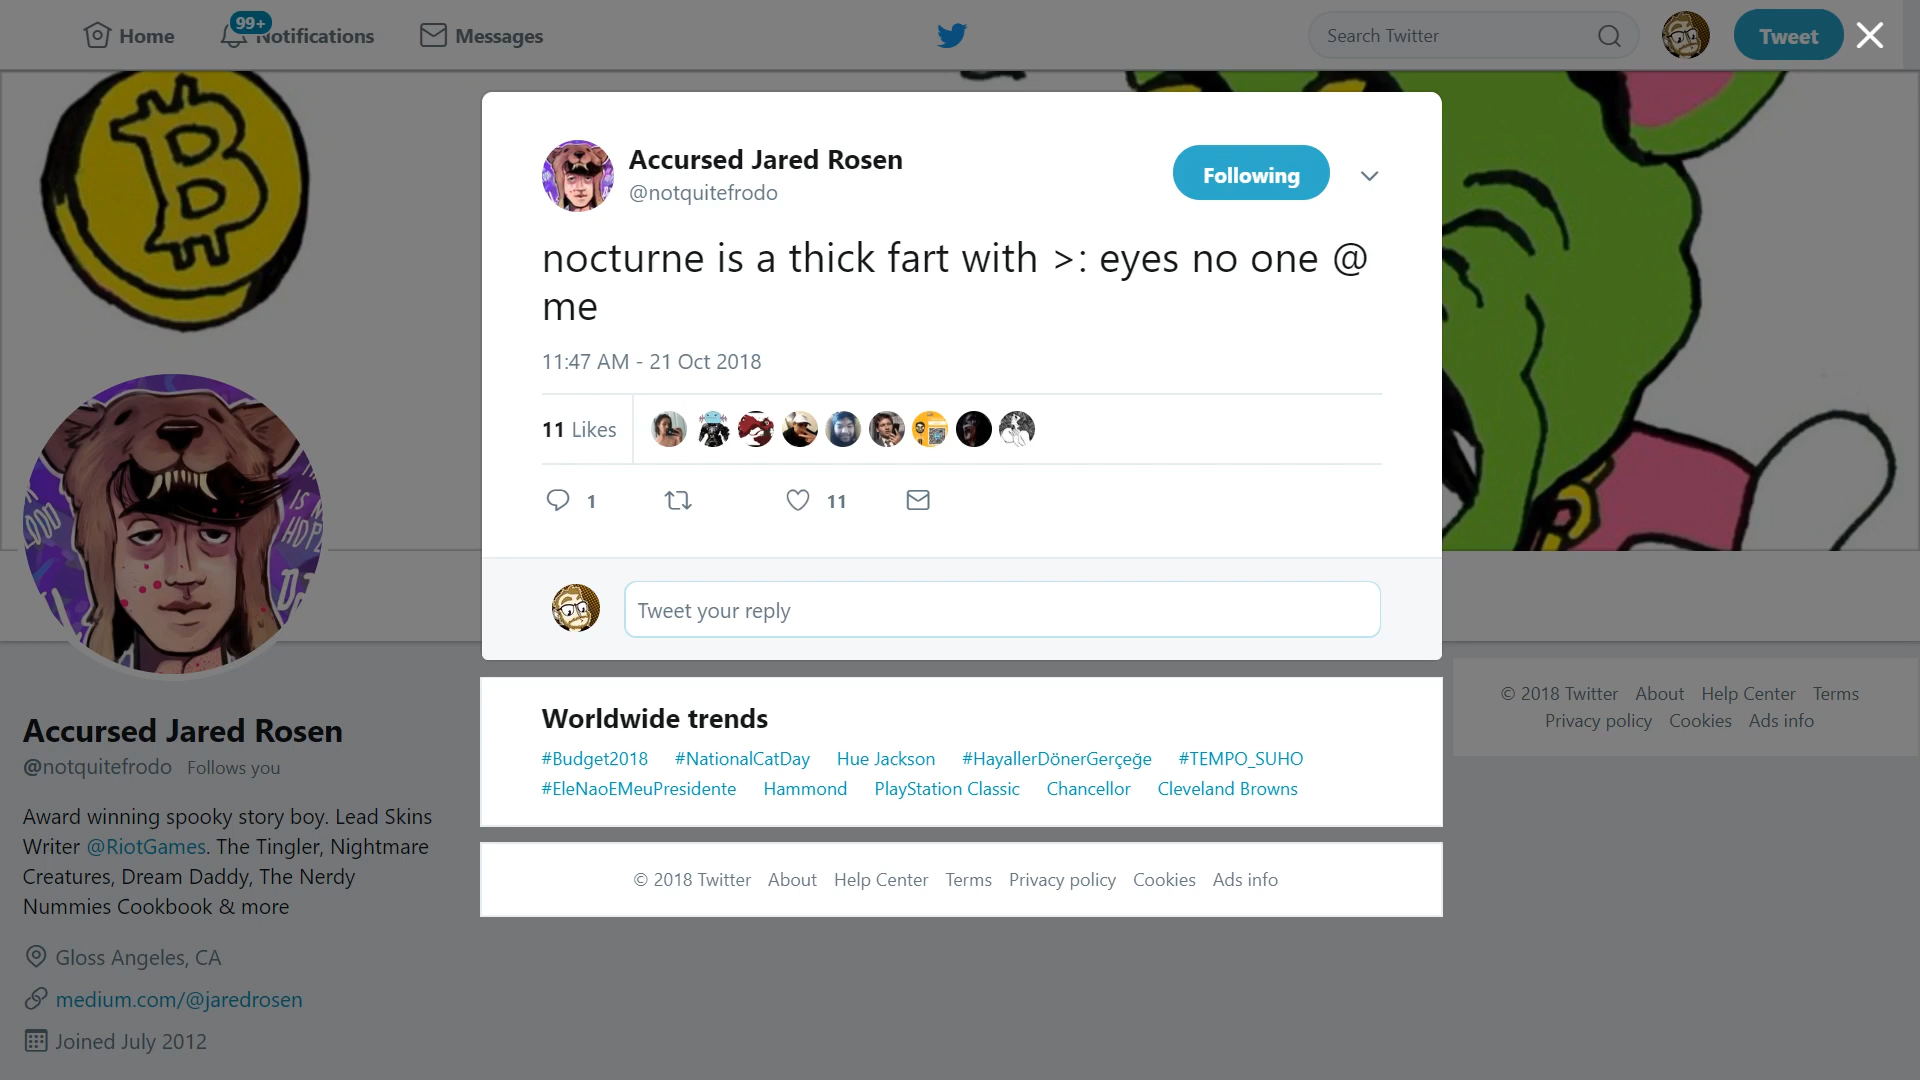 Home
99+
Notifications
Messages
Search Twitter
Tweet
Accursed Jared Rosen
@notquitefrodo
Following
nocturne is a thick fart with >: eyes no one @
me
11:47 AM - 21 Oct 2018
11 Likes
1
11
Tweet your reply
Worldwide trends
#Budget2018 #NationalCatDay Hue Jackson #HayallerDönerGerçeğe #TEMPO_SUHO
#EleNaoEMeuPresidente Hammond PlayStation Classic Chancellor Cleveland Browns
© 2018 Twitter About Help Center Terms Privacy policy Cookies Ads info
Accursed Jared Rosen
@notquitefrodo Follows you
Award winning spooky story boy. Lead Skins
Writer @RiotGames. The Tingler, Nightmare
Creatures, Dream Daddy, The Nerdy
Nummies Cookbook & more
Gloss Angeles, CA
medium.com/@jaredrosen
Joined July 2012
© 2018 Twitter About Help Center Terms
Privacy policy Cookies Ads info